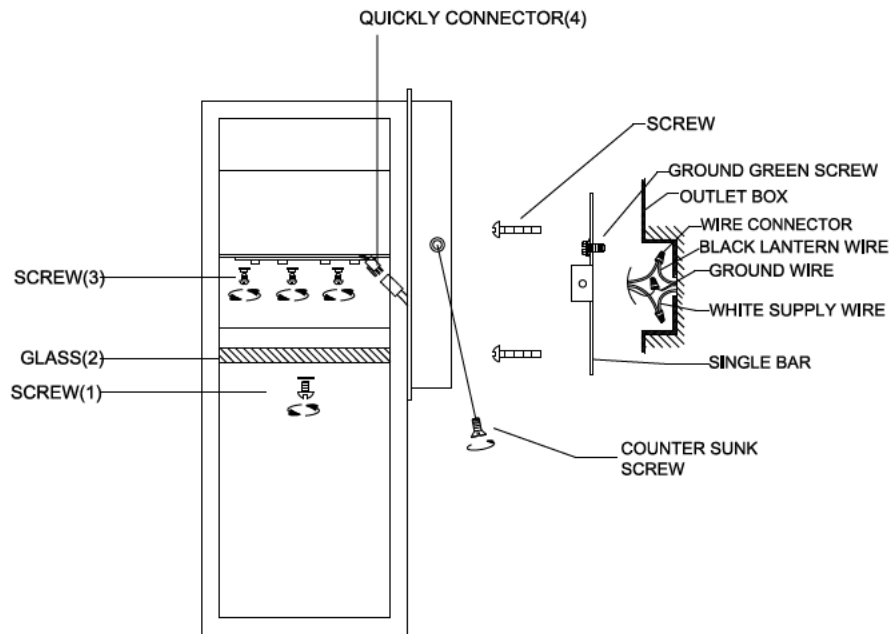 QUICKLY CONNECTOR(4)
SCREW
GROUND GREEN SCREW
OUTLET BOX
WIRE CONNECTOR
BLACK LANTERN WIRE
GROUND WIRE
WHITE SUPPLY WIRE
SINGLE BAR
SCREW(3)
GLASS(2)
SCREW(1)
COUNTER SUNK
SCREW